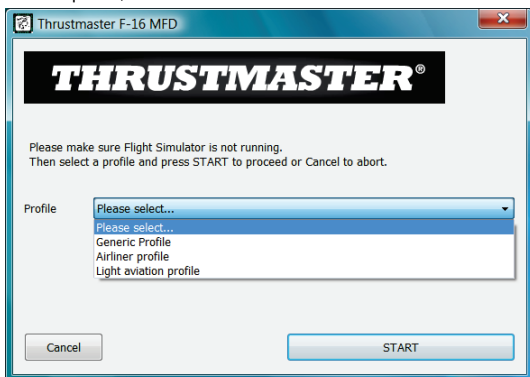 Thrustmaster F-16 MFD
THRUSTMASTER®
Please make sure Flight Simulator is not running.
Then select a profile and press START to proceed or Cancel to abort.
Profile
Please select...
Please select...
Generic Profile
Airliner profile
Light aviation profile
Cancel
START